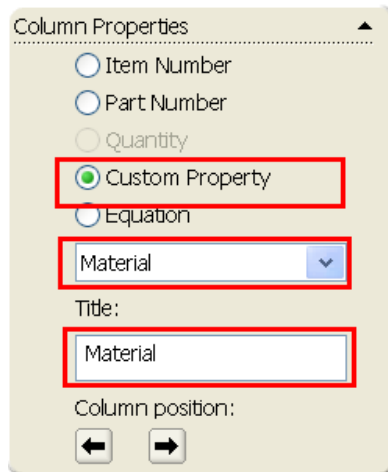 Column Properties
Item Number
Part Number
Quantity
Custom Property
Equation
Material
Title:
Material
Column position: